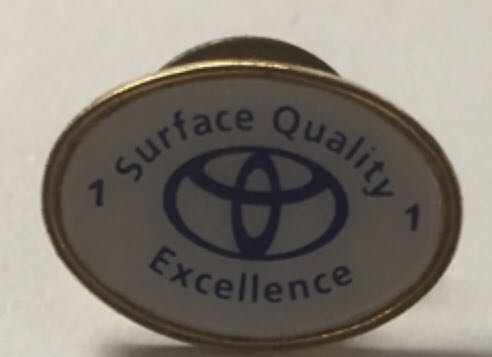 Surface Quality
1 1
Excellence